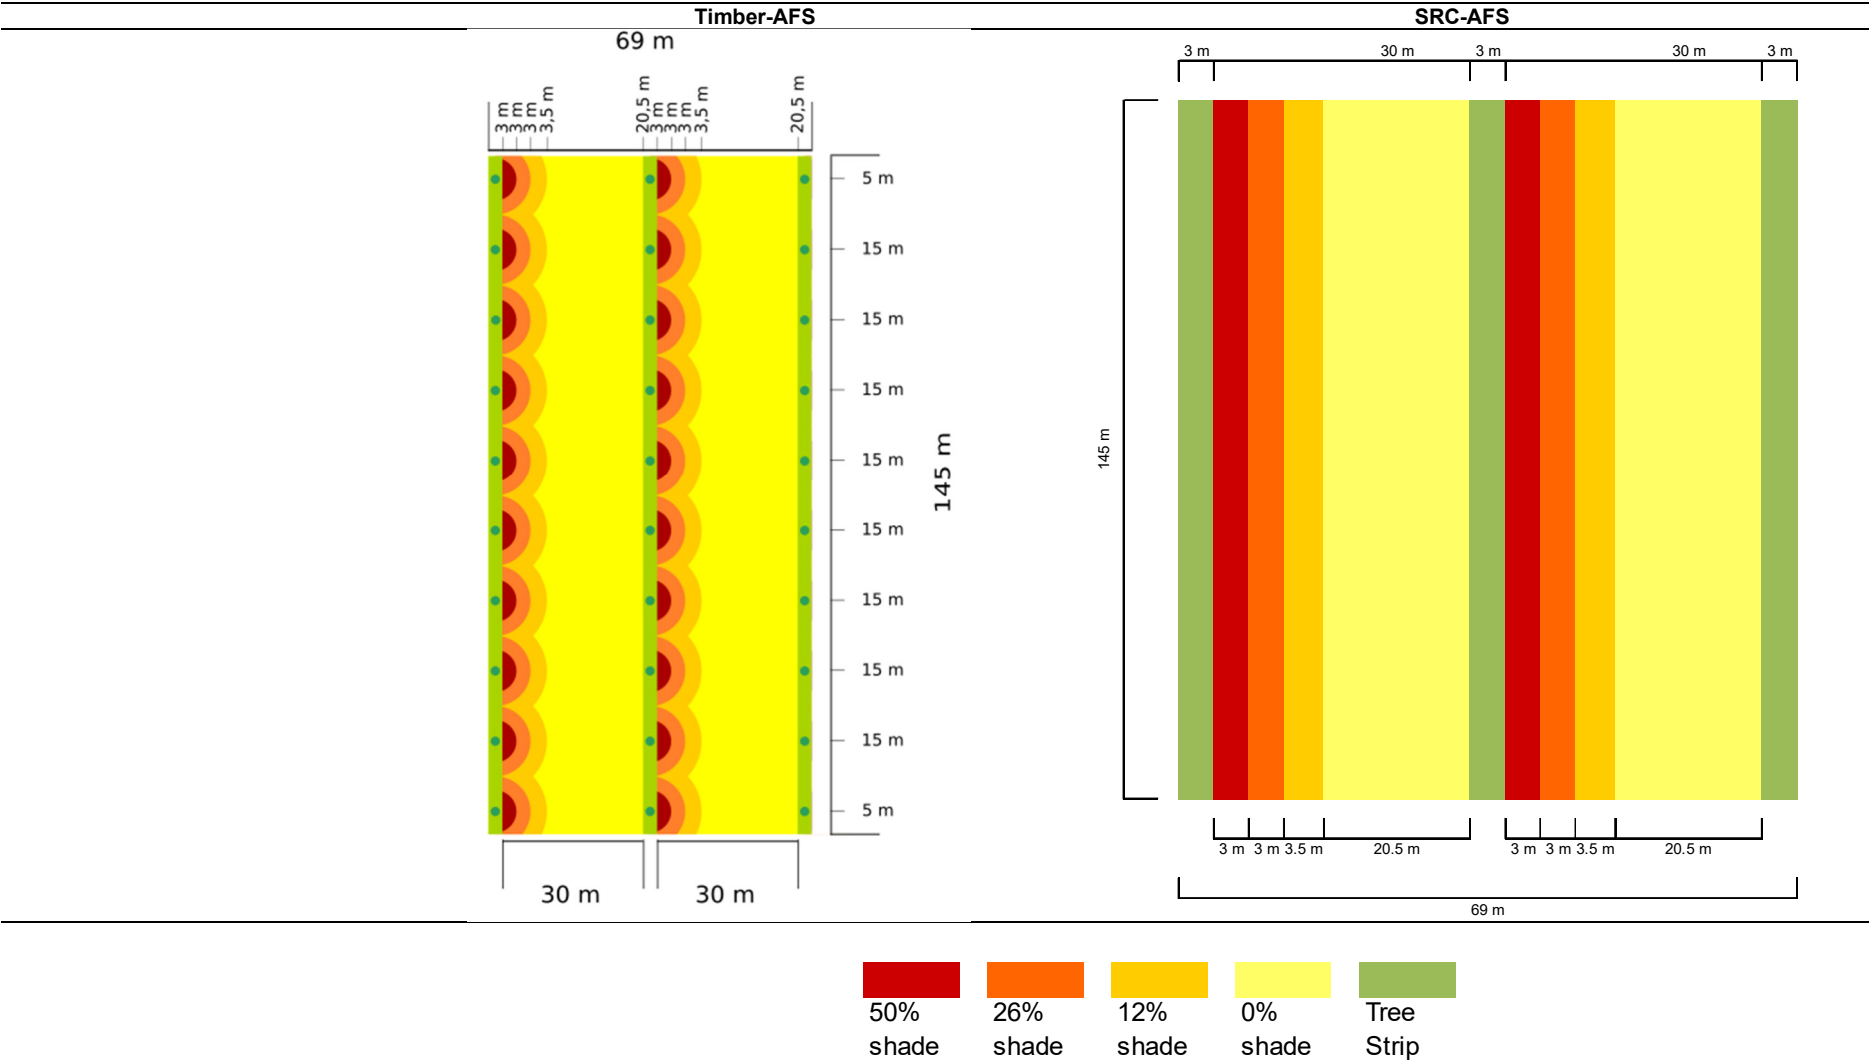 Timber-AFS
SRC-AFS
69 m
3 m
3 m
3 m
3,5 m
20,5 m
3 m
3 m
3 m
3,5 m
20,5 m
5 m
15 m
15 m
15 m
15 m
15 m
15 m
15 m
15 m
5 m
145 m
30 m
30 m
3 m 30 m 3 m 30 m 3 m
145 m
3 m 3 m 3.5 m 20.5 m 3 m 3 m 3.5 m 20.5 m
69 m
50% shade
26% shade
12% shade
0% shade
Tree Strip